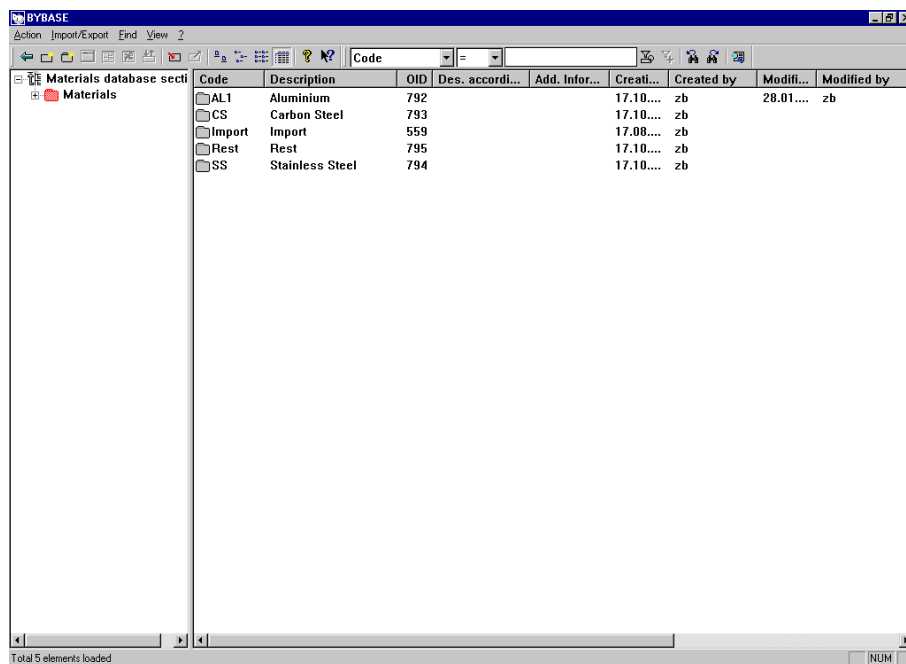 BYBASE
Action Import/Export Find View ?
Code =
Materials database secti
Materials
Code Description OID Des. accordi... Add. Infor... Creati... Created by Modifi... Modified by
AL1 Aluminium 792 17.10.... zb 28.01.... zb
CS Carbon Steel 793 17.10.... zb
Import Import 559 17.08.... zb
Rest Rest 795 17.10.... zb
SS Stainless Steel 794 17.10.... zb
Total 5 elements loaded NUM